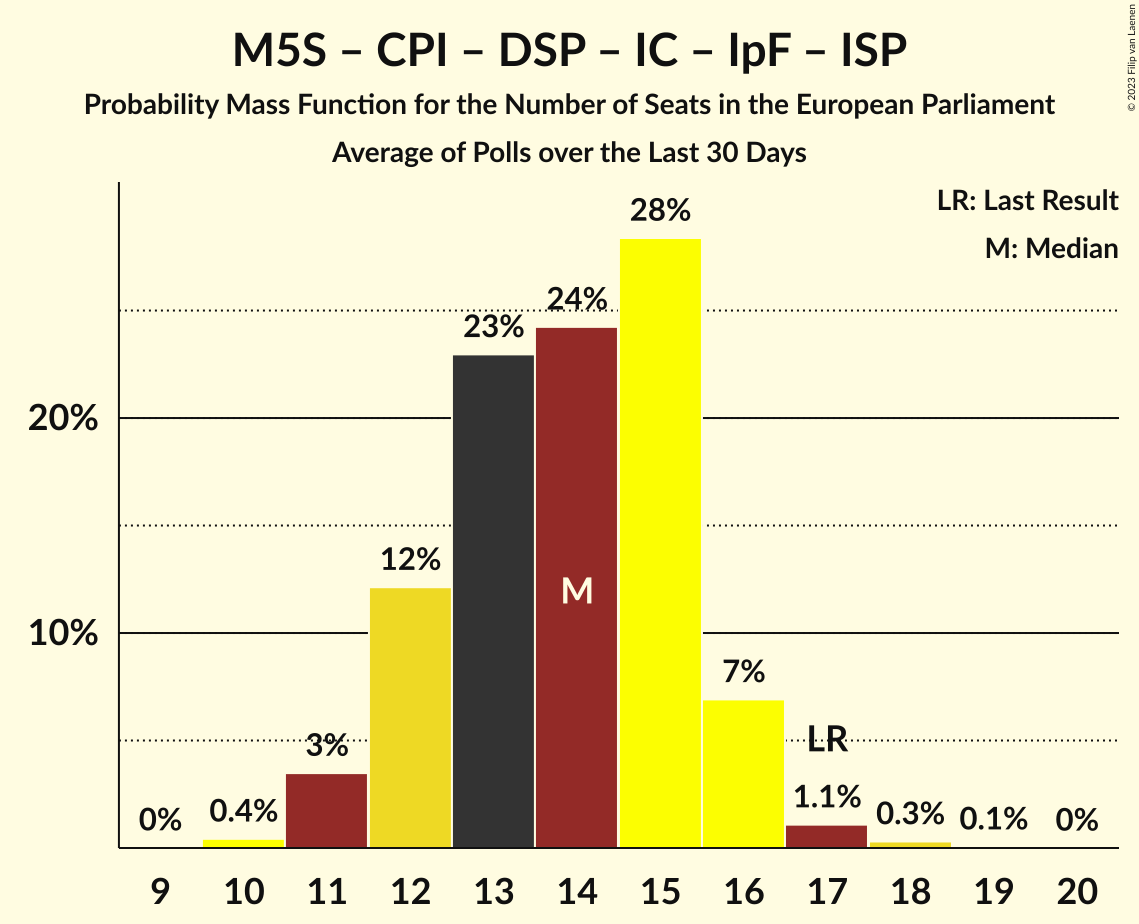 M5S – CPI – DSP – IC – IpF – ISP
Probability Mass Function for the Number of Seats in the European Parliament
Average of Polls over the Last 30 Days
© 2023 Filip van Laenen
LR: Last Result
M: Median
28%
24%
23%
20%
12%
M
10%
7%
3%
LR
0%
0.4%
1.1%
0.3%
0.1%
0%
9 10 11 12 13 14 15 16 17 18 19 20